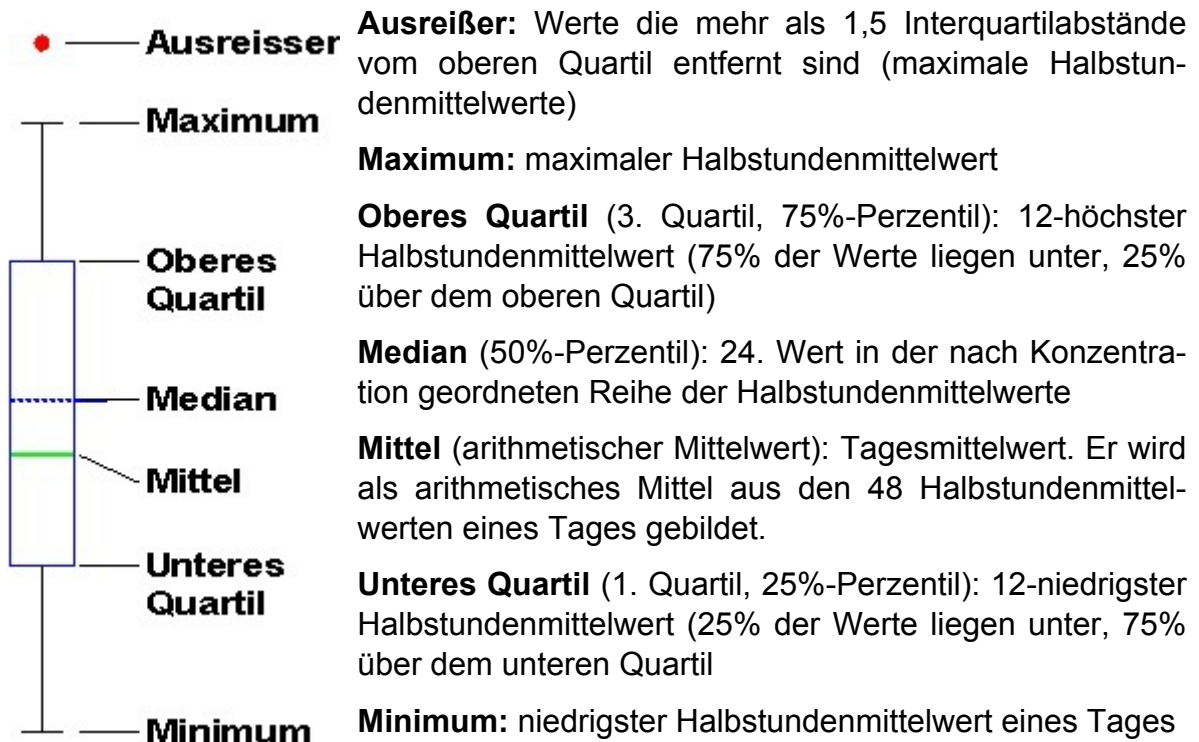 Ausreisser
Maximum
Oberes
Quartil
Median
Mittel
Unteres
Quartil
Minimum
Ausreißer: Werte die mehr als 1,5 Interquartilabstände
vom oberen Quartil entfernt sind (maximale Halbstun-
denmittelwerte)
Maximum: maximaler Halbstundenmittelwert
Oberes Quartil (3. Quartil, 75%-Perzentil): 12-höchster
Halbstundenmittelwert (75% der Werte liegen unter, 25%
über dem oberen Quartil)
Median (50%-Perzentil): 24. Wert in der nach Konzentra-
tion geordneten Reihe der Halbstundenmittelwerte
Mittel (arithmetischer Mittelwert): Tagesmittelwert. Er wird
als arithmetisches Mittel aus den 48 Halbstundenmittel-
werten eines Tages gebildet.
Unteres Quartil (1. Quartil, 25%-Perzentil): 12-niedrigster
Halbstundenmittelwert (25% der Werte liegen unter, 75%
über dem unteren Quartil
Minimum: niedrigster Halbstundenmittelwert eines Tages